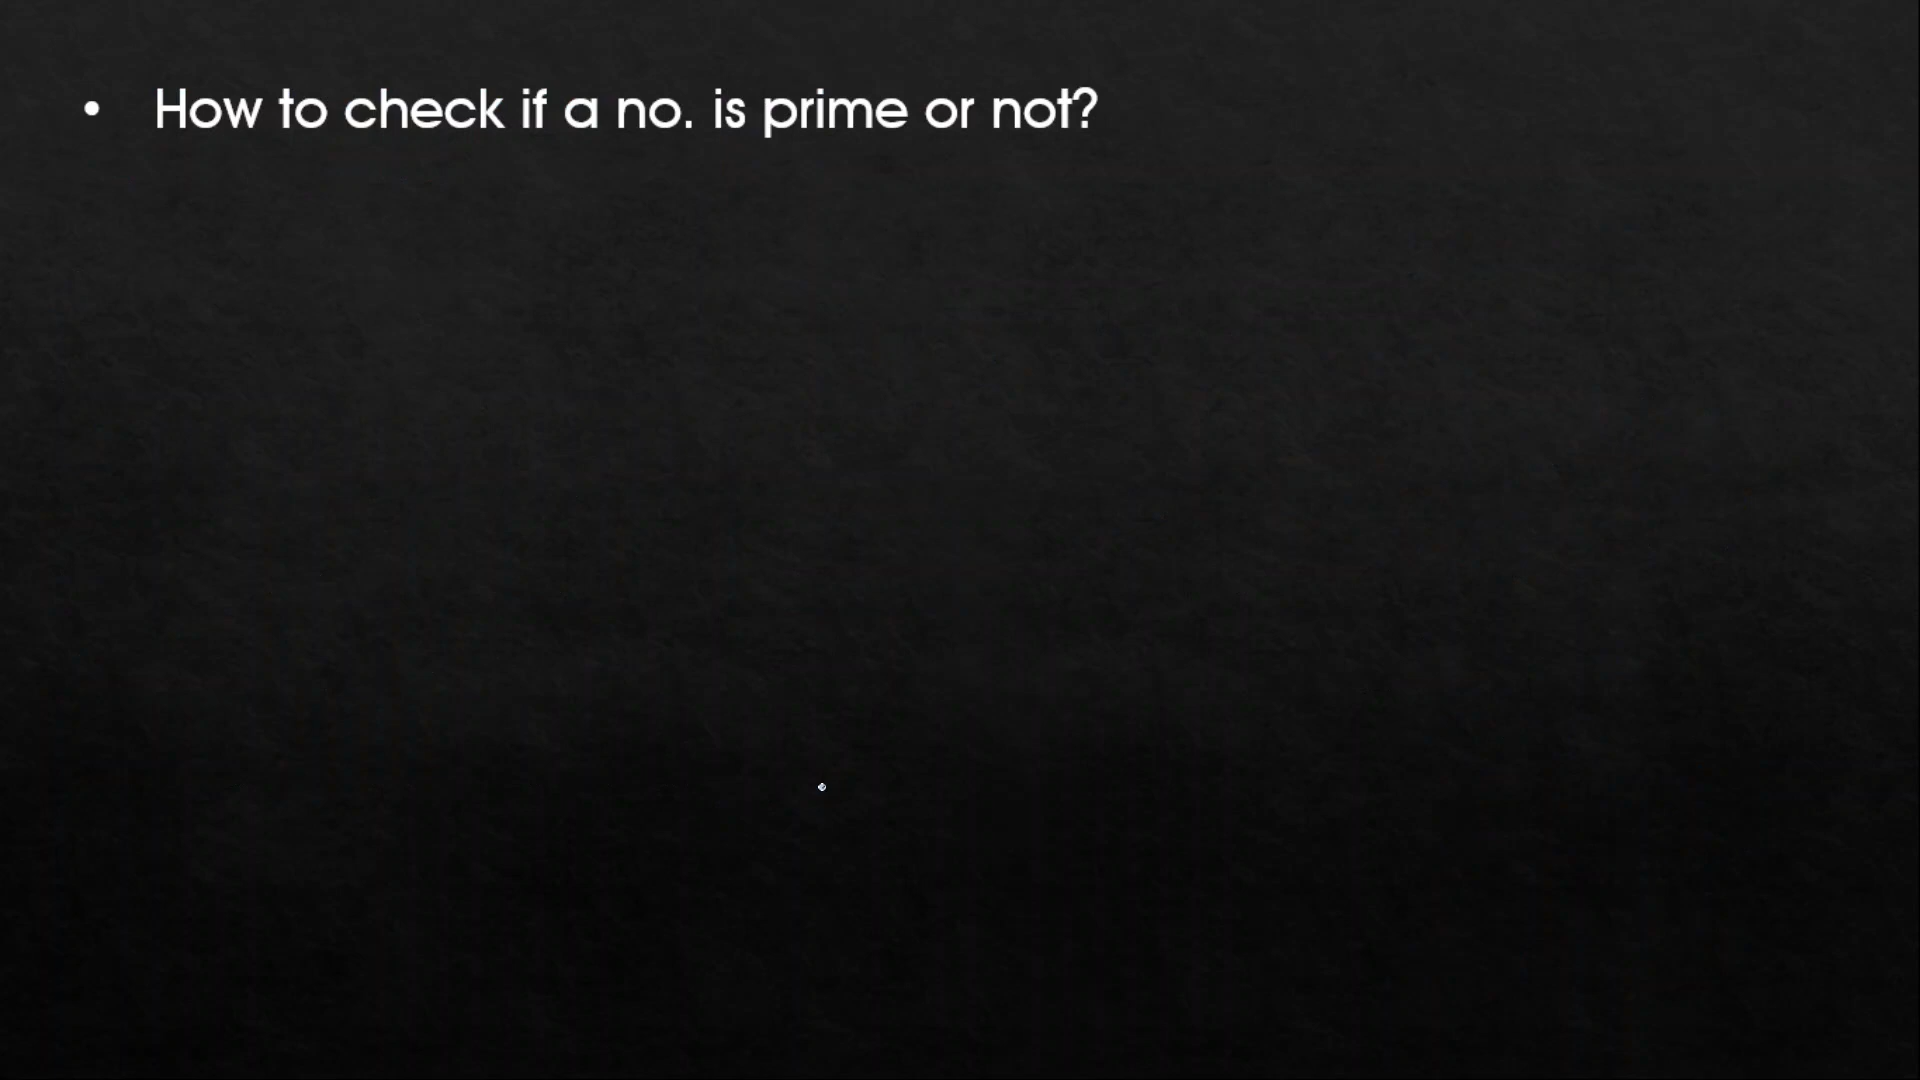 • How to check if a no. is prime or not?